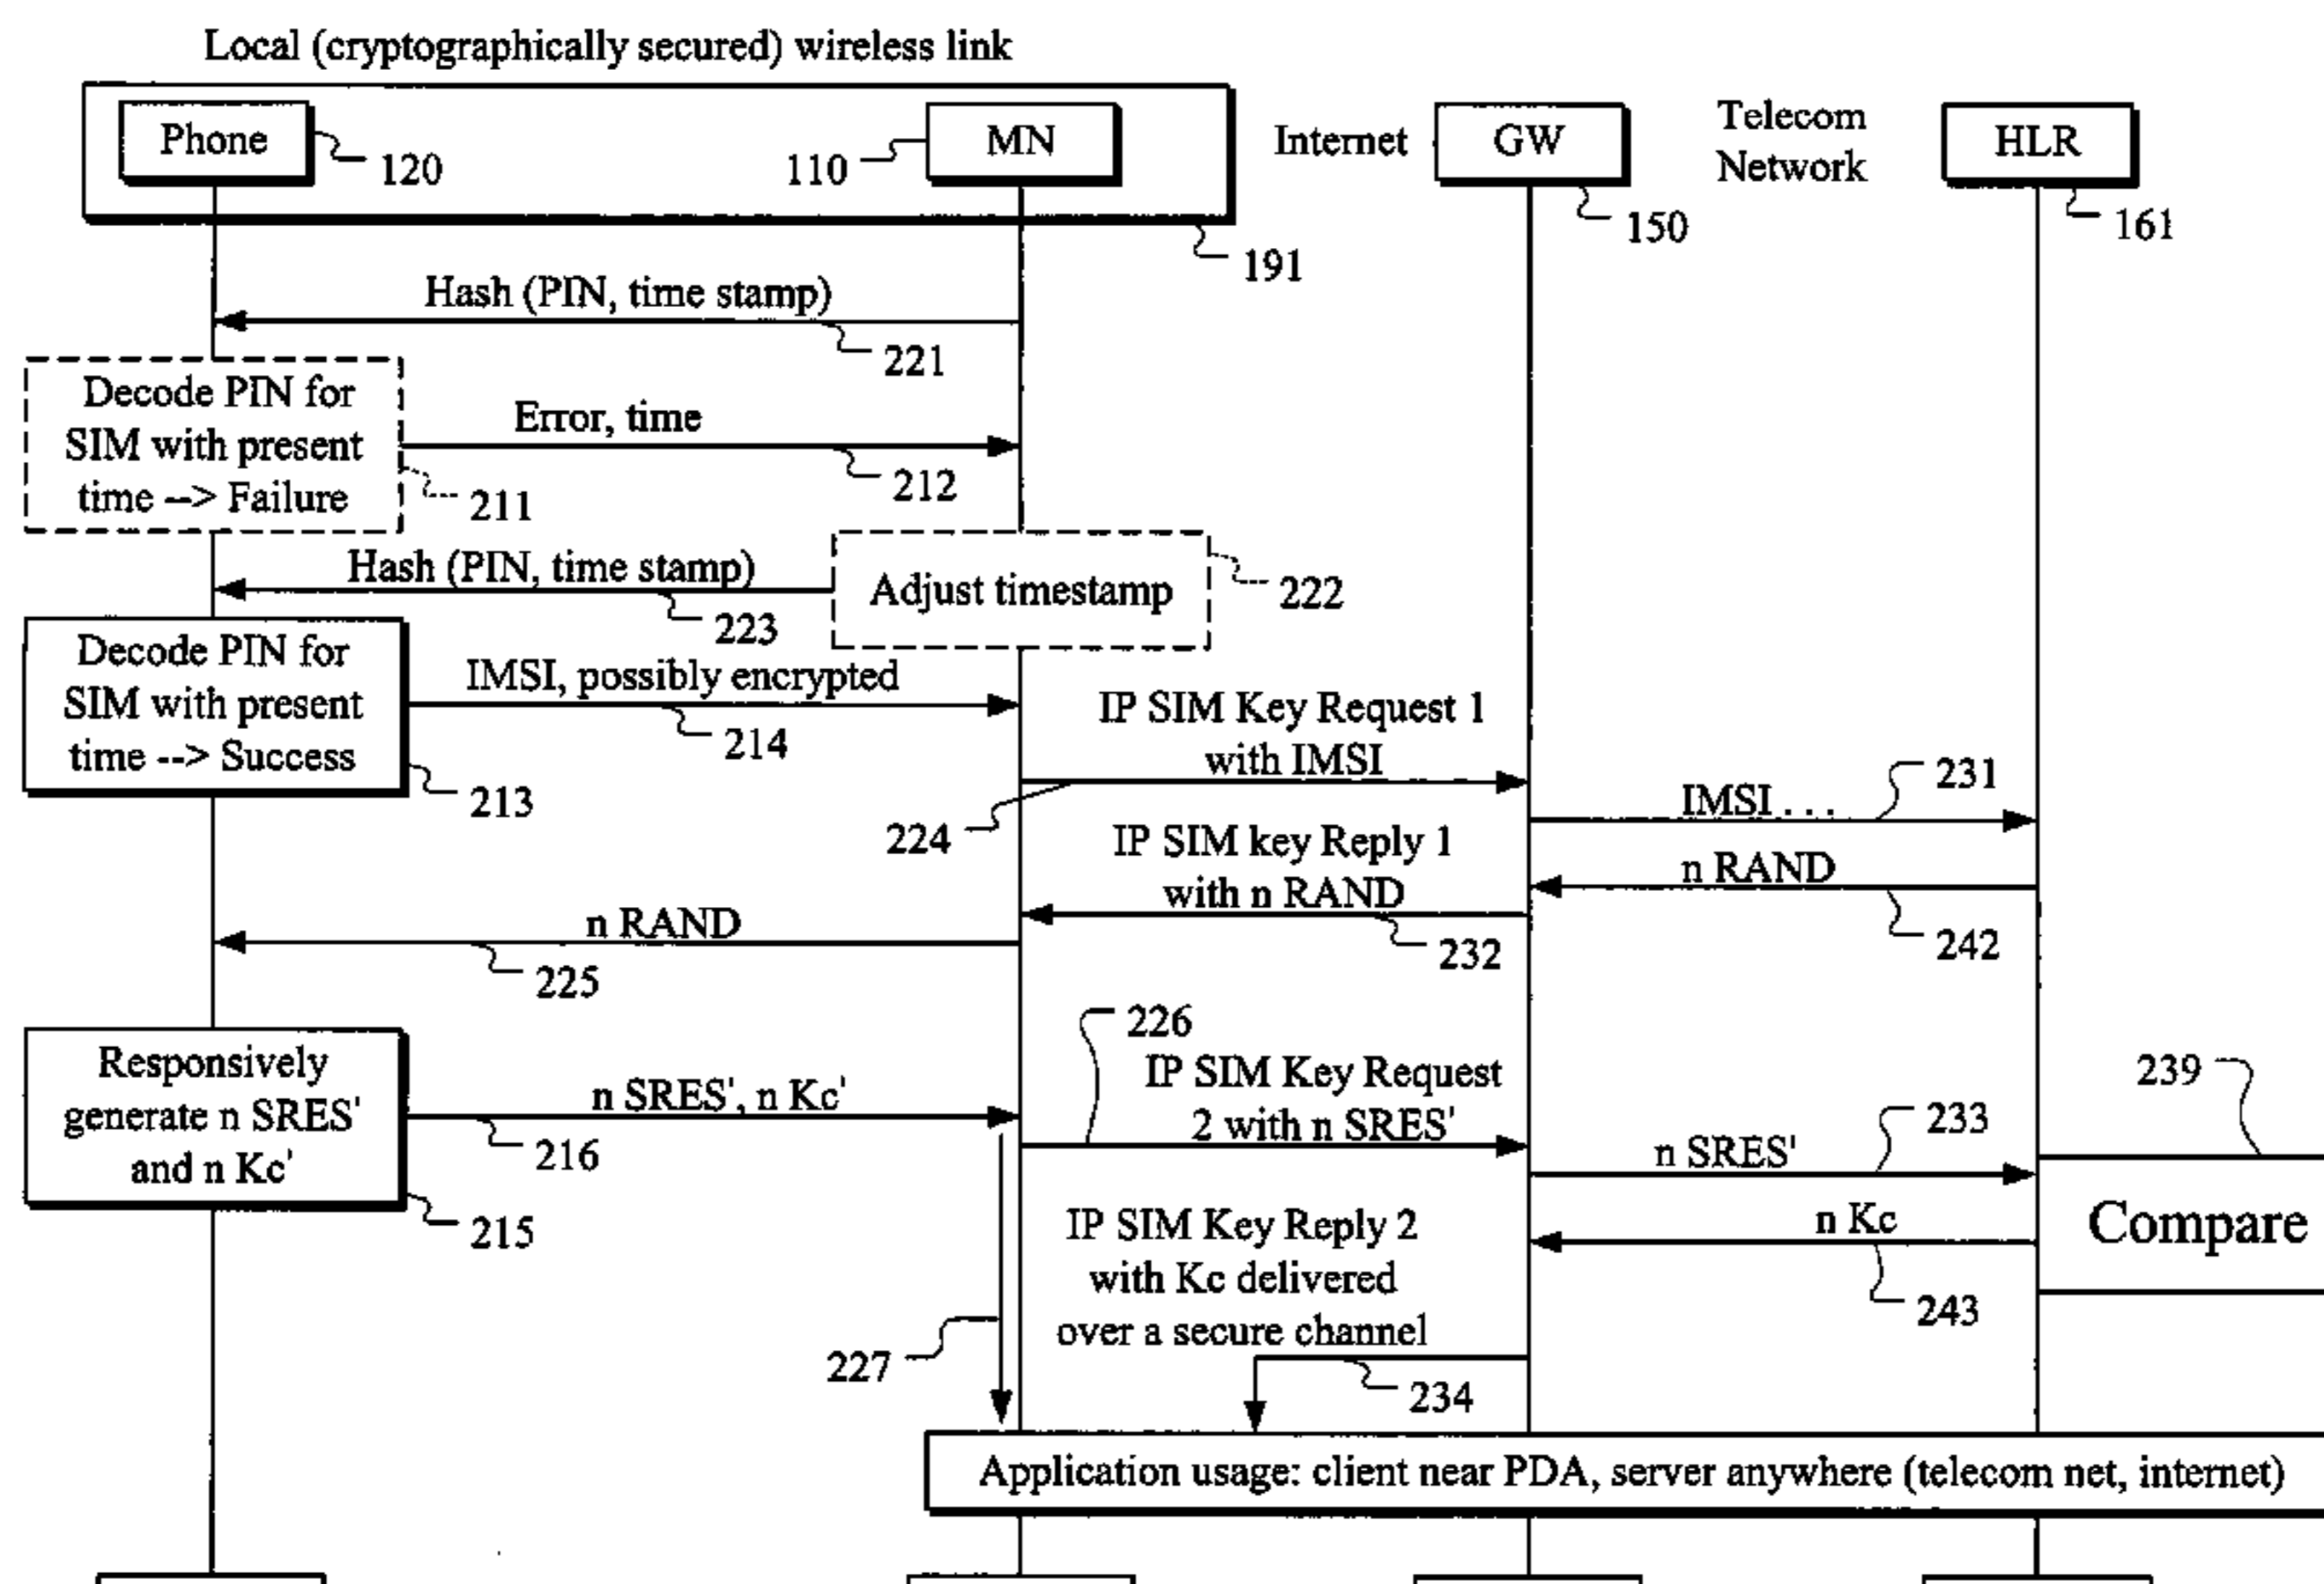 Local (cryptographically secured) wireless link
Phone
120
110
MN
Internet
GW
150
Telecom
Network
HLR
161
191
Hash (PIN, time stamp)
221
Decode PIN for
SIM with present
time --> Failure
211
Error, time
212
Hash (PIN, time stamp)
223
Adjust timestamp
222
Decode PIN for
SIM with present
time --> Success
213
IMSI, possibly encrypted
214
IP SIM Key Request 1
with IMSI
224
IMSI . . .
231
IP SIM key Reply 1
with n RAND
232
n RAND
242
n RAND
225
Responsively
generate n SRES'
and n Kc'
215
n SRES', n Kc'
216
226
IP SIM Key Request
2 with n SRES'
n SRES'
233
239
Compare
n Kc
243
IP SIM Key Reply 2
with Kc delivered
over a secure channel
227
234
Application usage: client near PDA, server anywhere (telecom net, internet)